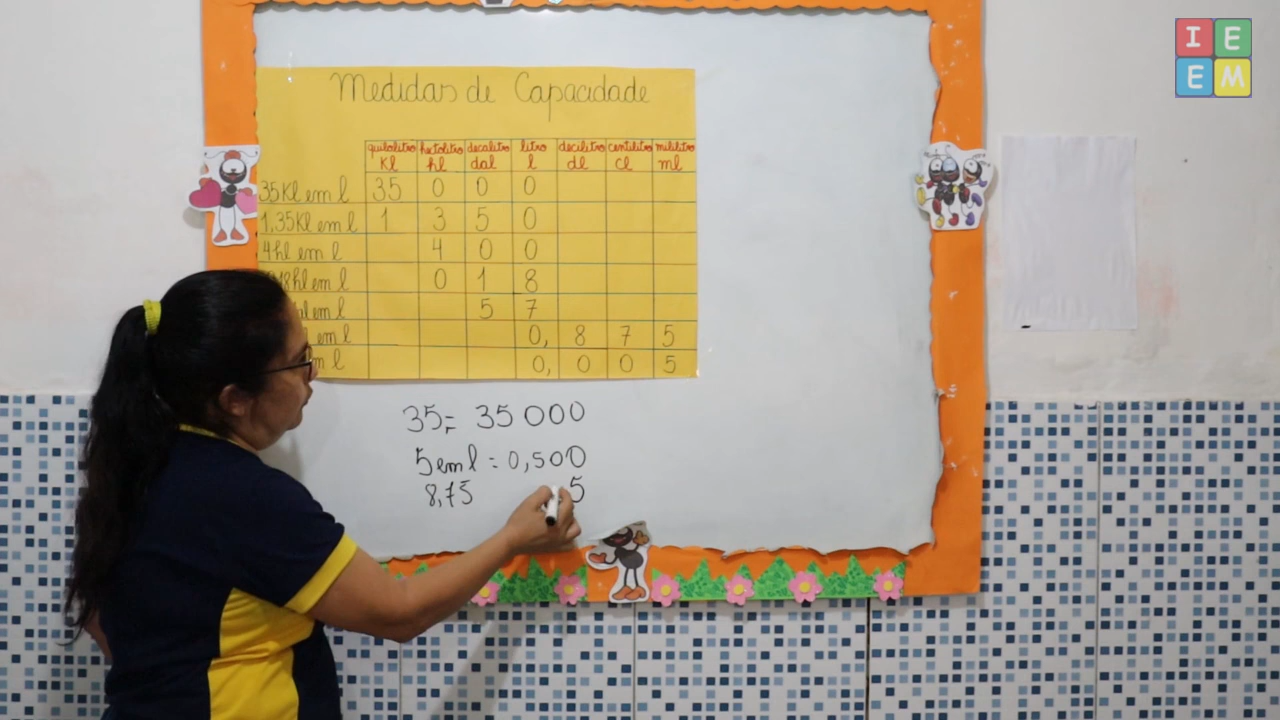 I E
E M
Medidas de Capacidade
quilolitro hectolitro decalitro litro decilitro centilitro mililitro
Kl hl dal l dl cl ml
35Kl em l 35 0 0 0
1,35Kl em l 1 3 5 0
4hl em l 4 0 0
18hl em l 0 1 8
em l 5 7
em l 0, 8 7 5
l 0, 0 0 5
35= 35 000
5 em l = 0,500
8,75 5